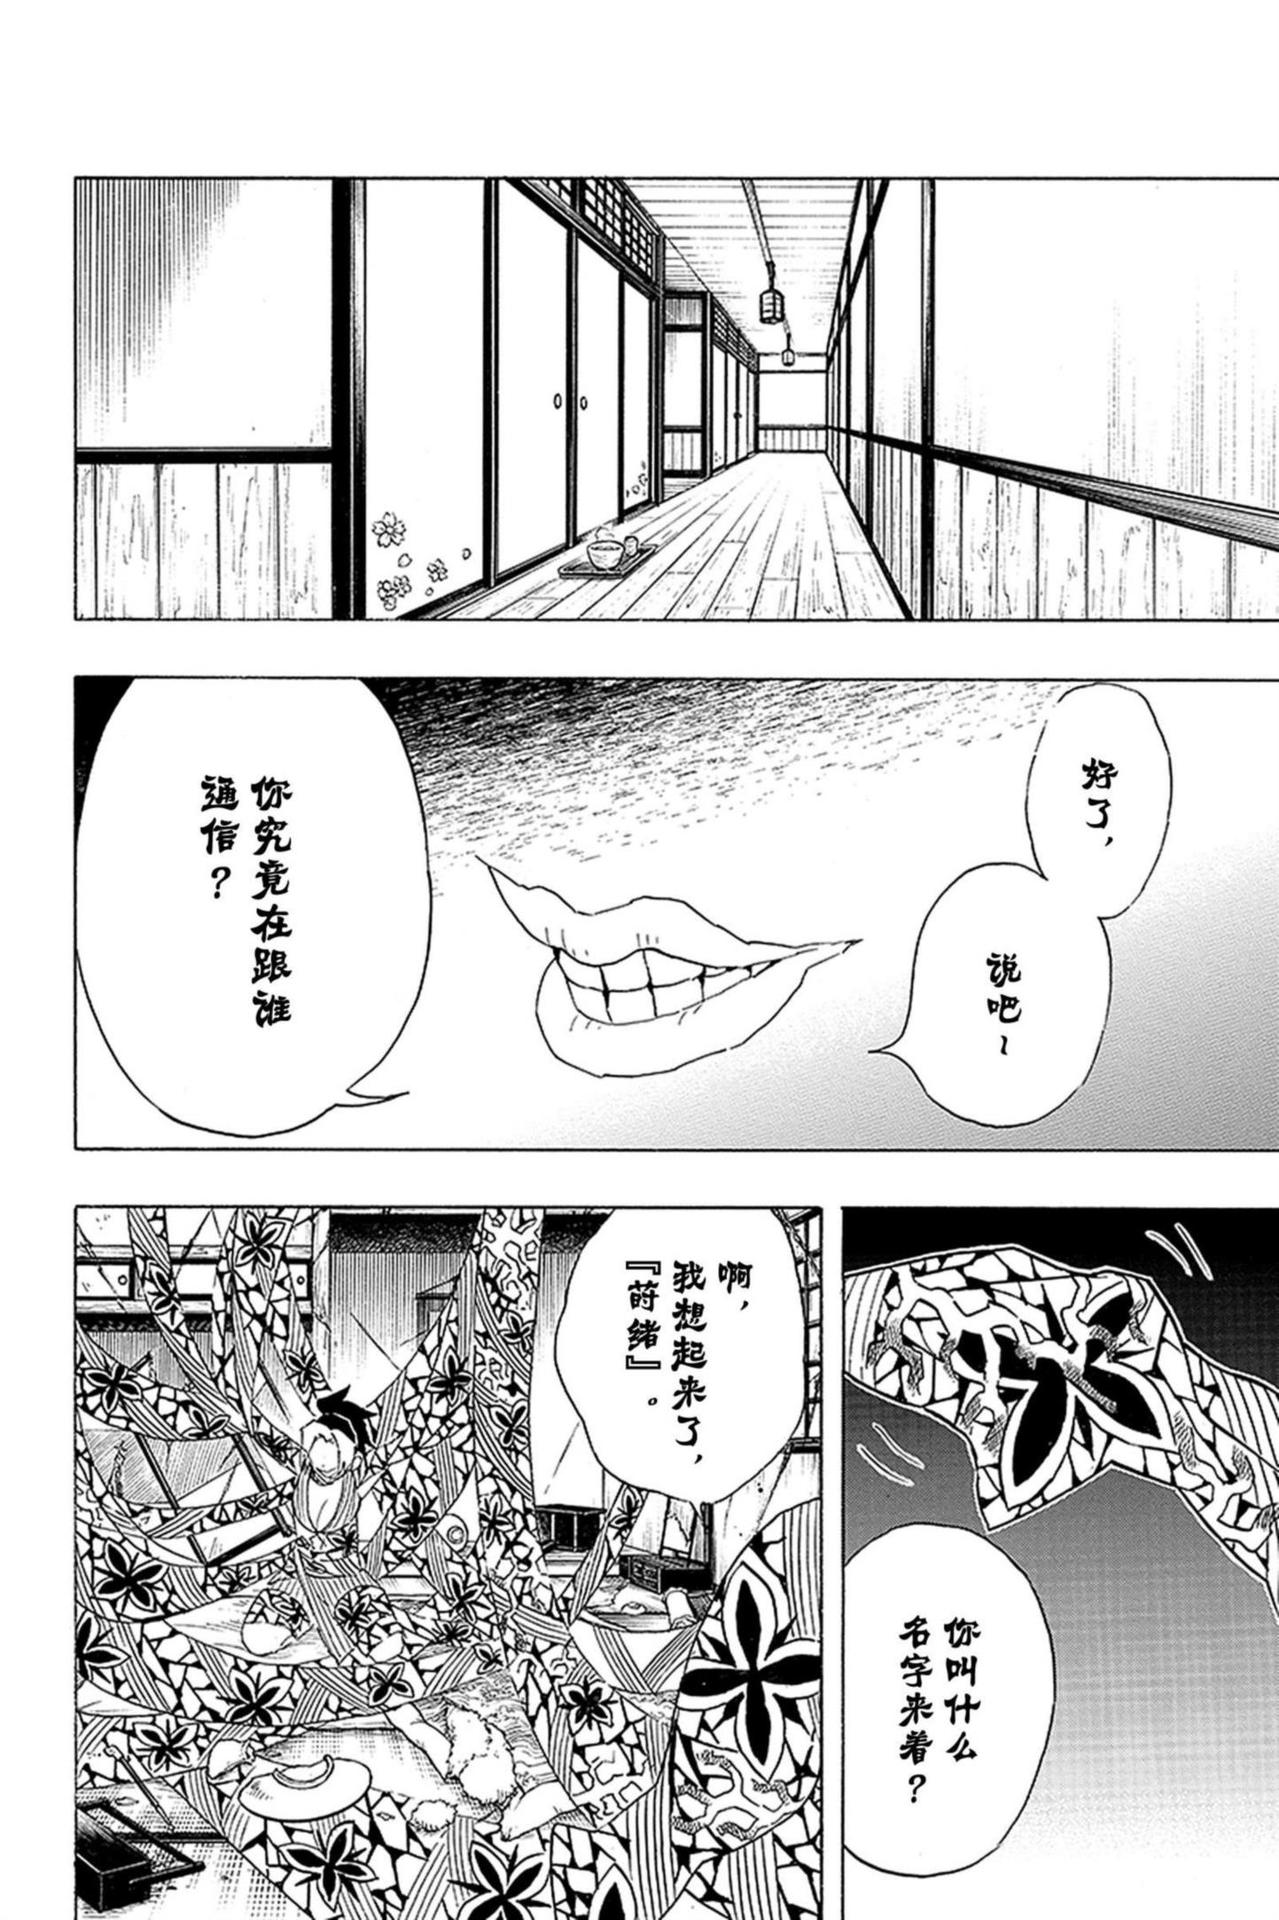 好了，
说吧~
你究竟在跟谁
通信？
你叫什么
名字来着？
啊，
我想起来了，
『莳绪』。